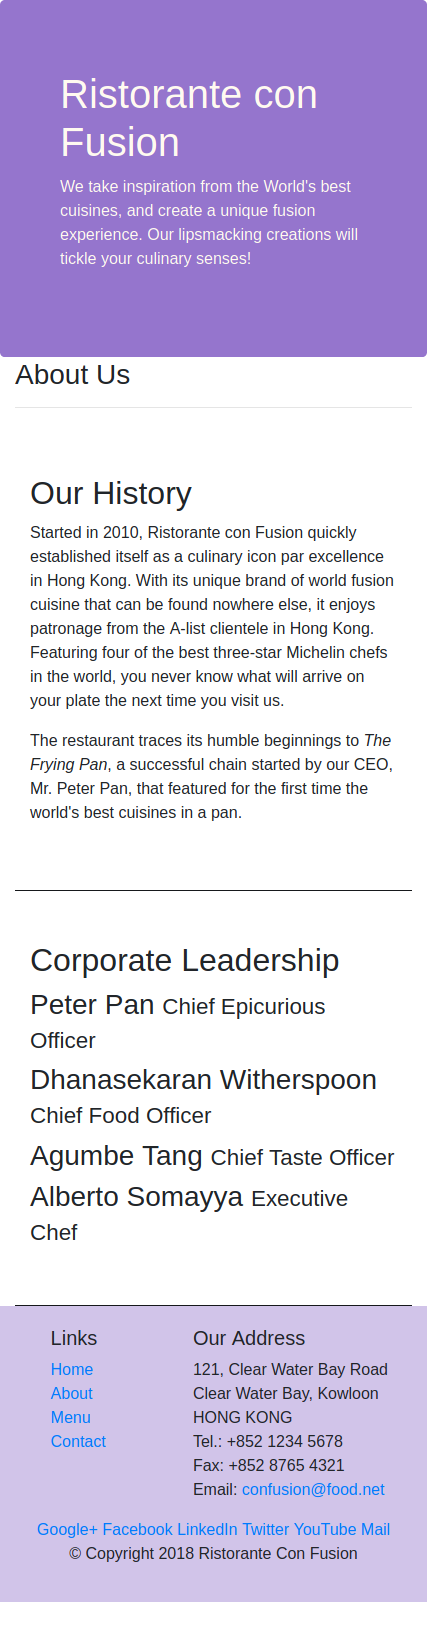 Ristorante con
Fusion
We take inspiration from the World's best
cuisines, and create a unique fusion
experience. Our lipsmacking creations will
tickle your culinary senses!
About Us
Our History
Started in 2010, Ristorante con Fusion quickly
established itself as a culinary icon par excellence
in Hong Kong. With its unique brand of world fusion
cuisine that can be found nowhere else, it enjoys
patronage from the A-list clientele in Hong Kong.
Featuring four of the best three-star Michelin chefs
in the world, you never know what will arrive on
your plate the next time you visit us.
The restaurant traces its humble beginnings to The
Frying Pan, a successful chain started by our CEO,
Mr. Peter Pan, that featured for the first time the
world's best cuisines in a pan.
Corporate Leadership
Peter Pan Chief Epicurious
Officer
Dhanasekaran Witherspoon
Chief Food Officer
Agumbe Tang Chief Taste Officer
Alberto Somayya Executive
Chef
Links
Home
About
Menu
Contact
Our Address
121, Clear Water Bay Road
Clear Water Bay, Kowloon
HONG KONG
Tel.: +852 1234 5678
Fax: +852 8765 4321
Email: confusion@food.net
Google+ Facebook LinkedIn Twitter YouTube Mail
© Copyright 2018 Ristorante Con Fusion